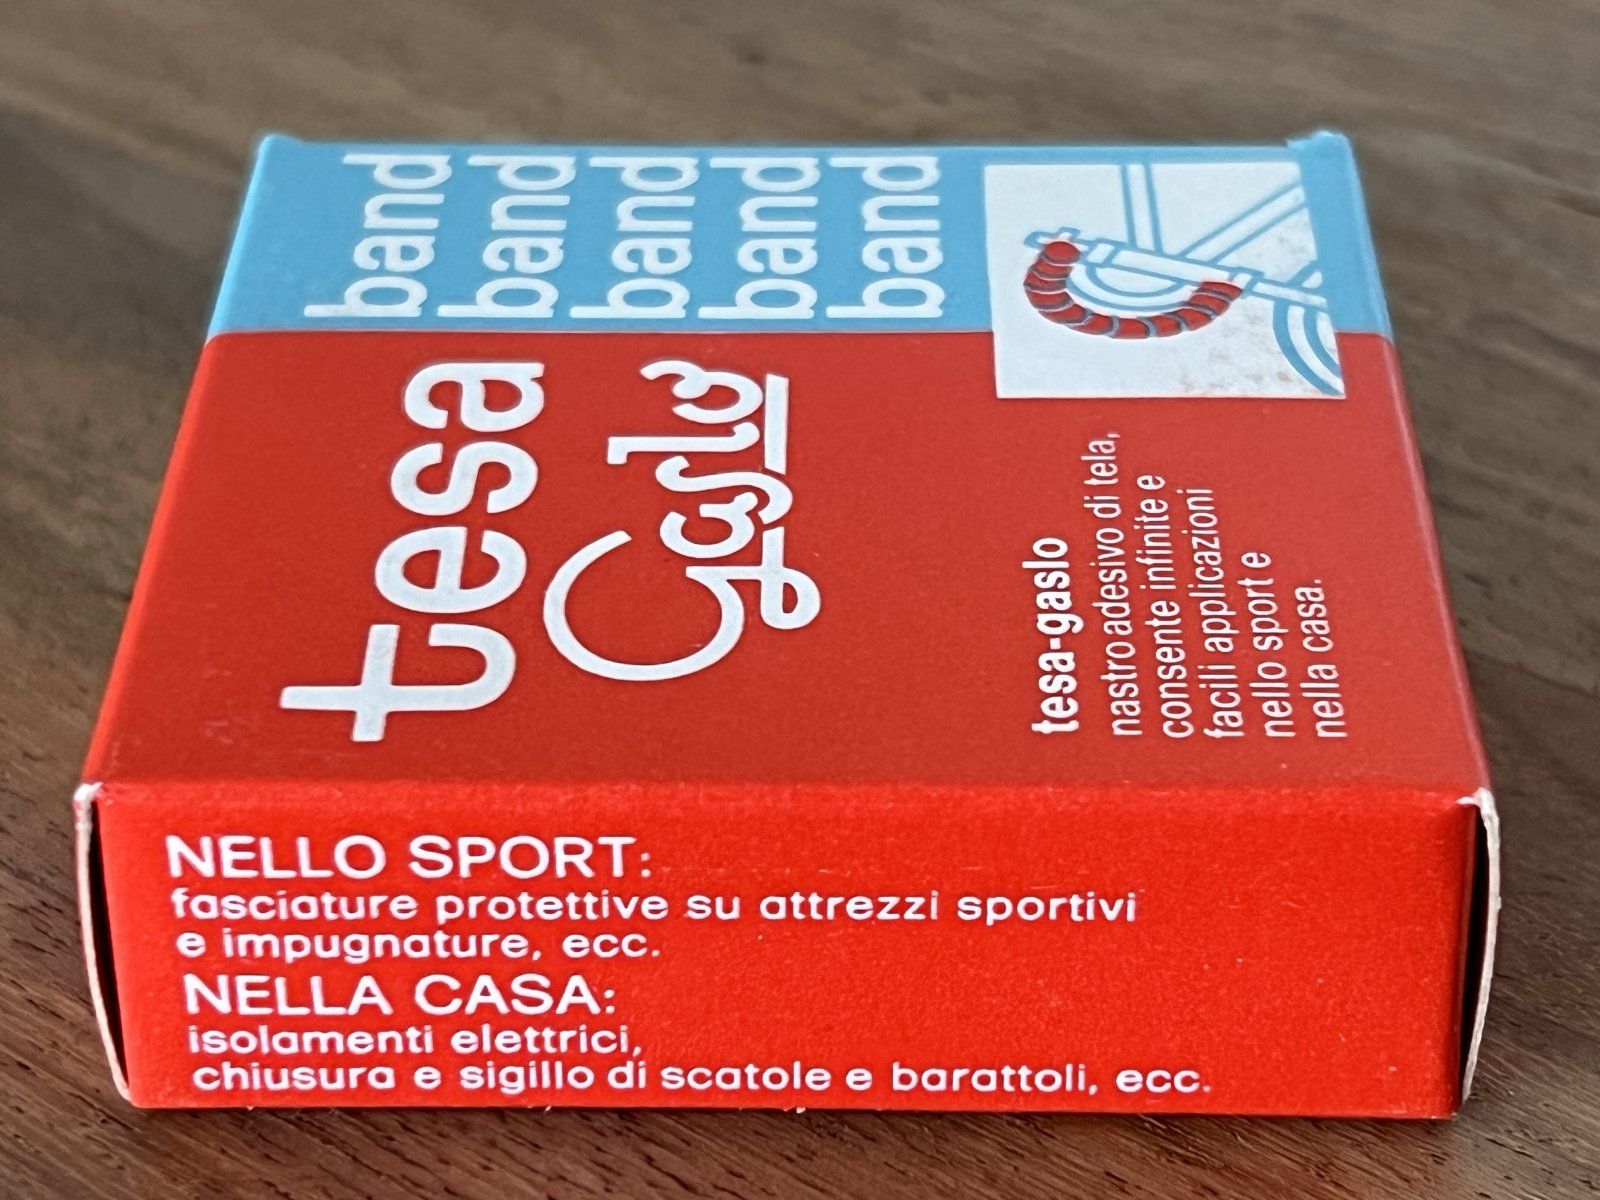 band
band
band
band
band
tesa
Gaslo
tesa-gaslo
nastro adesivo di tela,
consente infinite e
facili applicazioni
nello sport e
nella casa.
NELLO SPORT:
fasciature protettive su attrezzi sportivi
e impugnature, ecc.
NELLA CASA:
isolamenti elettrici,
chiusura e sigillo di scatole e barattoli, ecc.